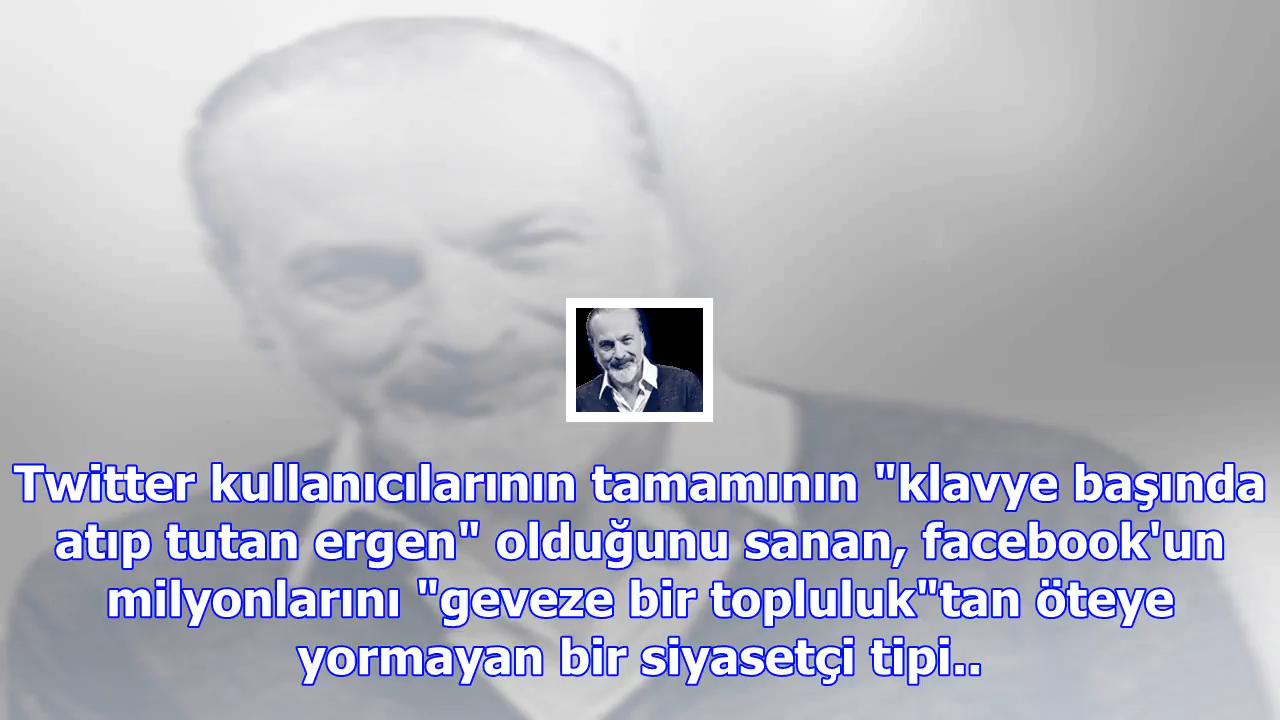 Twitter kullanıcılarının tamamının "klavye başında
atıp tutan ergen" olduğunu sanan, facebook'un
milyonlarını "geveze bir topluluk"tan öteye
yormayan bir siyasetçi tipi..